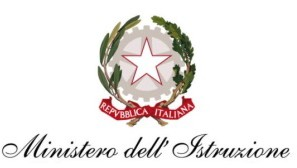 REPVBBLICA ITALIANA
Ministero dell' Istruzione